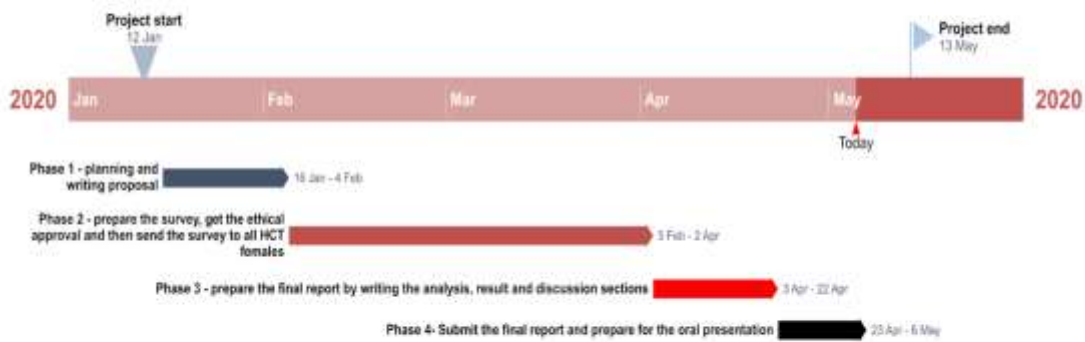 Project start
12 Jan
Project end
13 May
2020 Jan Feb Mar Apr May 2020
Today
Phase 1 - planning and
writing proposal
16 Jan - 4 Feb
Phase 2 - prepare the survey, get the ethical
approval and then send the survey to all HCT
females
5 Feb - 2 Apr
Phase 3 - prepare the final report by writing the analysis, result and discussion sections
3 Apr - 22 Apr
Phase 4- Submit the final report and prepare for the oral presentation
23 Apr - 6 May